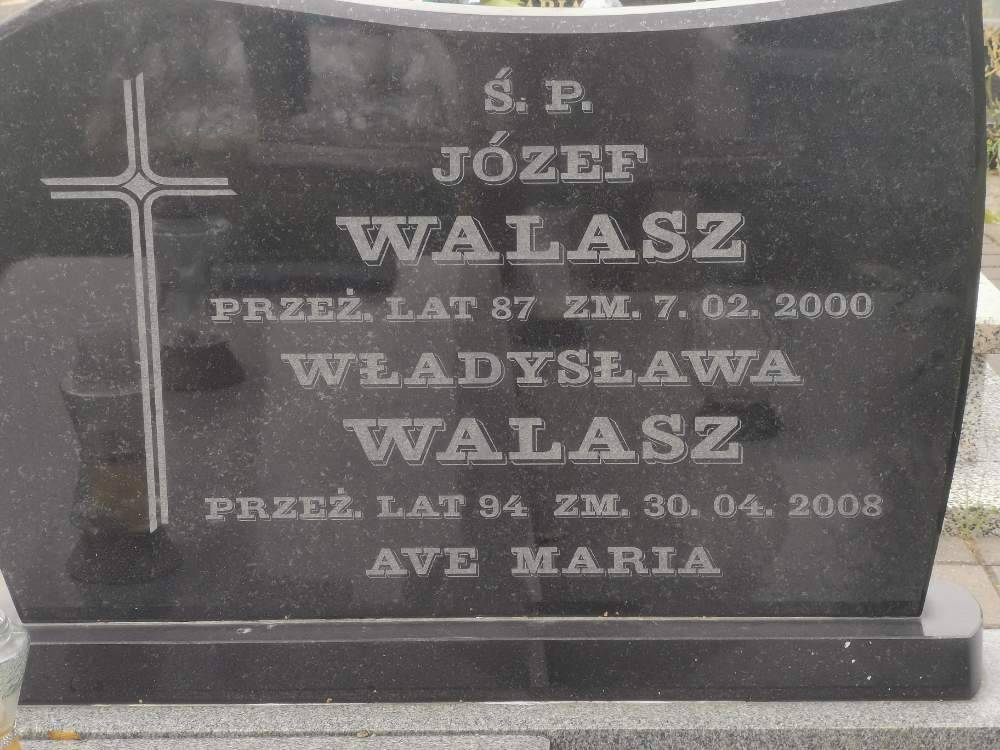 Ś. P.
JÓZEF
WALASZ
PRZEŻ. LAT 87 ZM. 7. 02. 2000
WŁADYSŁAWA
WALASZ
PRZEŻ. LAT 94 ZM. 30. 04. 2008
AVE MARIA